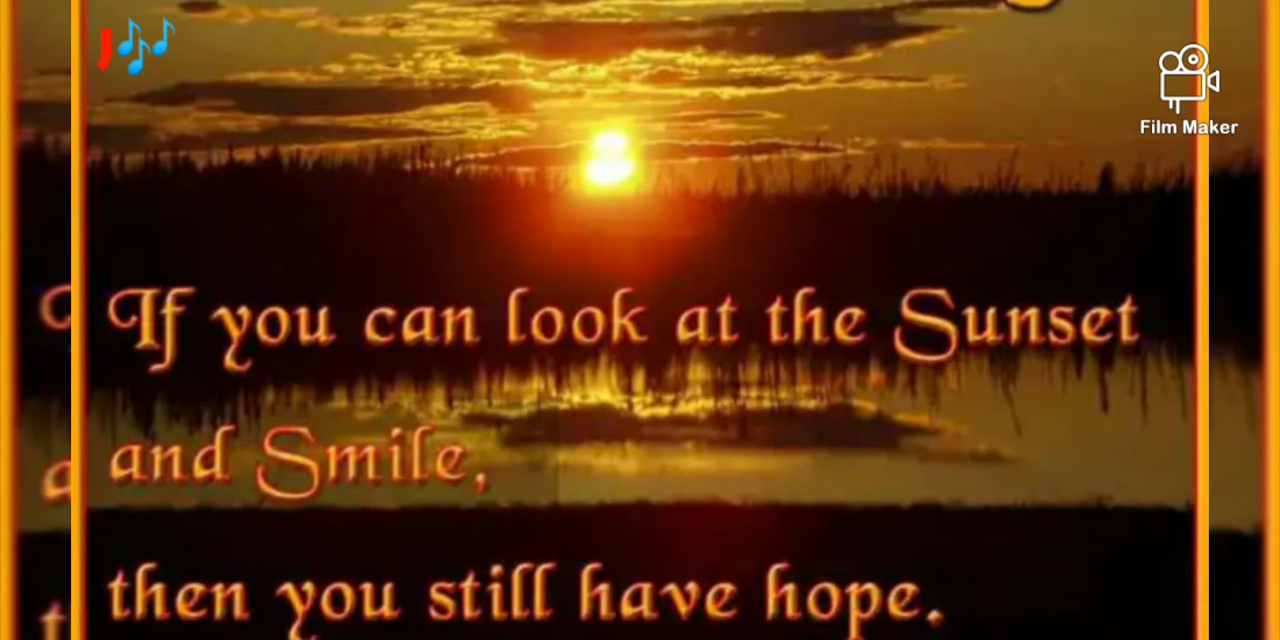 J
Film Maker
If you can look at the Sunset
and Smile,
then you still have hope.